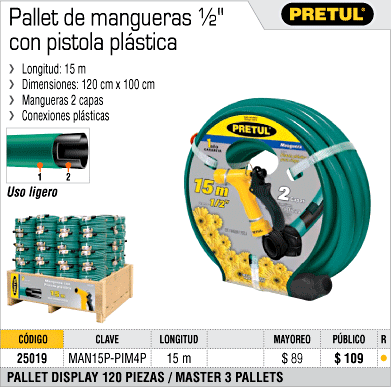 Pallet de mangueras ½"
con pistola plástica
PRETUL®
Longitud: 15 m
Dimensiones: 120 cm x 100 cm
Mangueras 2 capas
Conexiones plásticas
1 2
Uso ligero
PRETUL
Manguera
15 m
1/2"
2
CÓDIGO CLAVE LONGITUD MAYOREO PÚBLICO R
25019 MAN15P-PIM4P 15 m $ 89 $ 109
PALLET DISPLAY 120 PIEZAS / MASTER 3 PALLETS